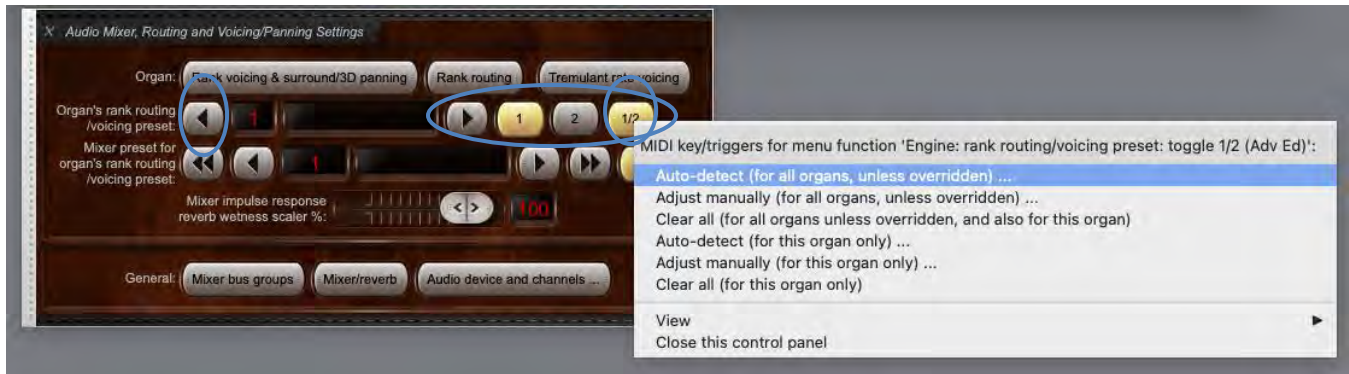 X Audio Mixer, Routing and Voicing/Panning Settings
Organ: Rank voicing & surround/3D panning Rank routing Tremulant rate voicing
Organ's rank routing
/voicing preset: 1 1 2 1/2
Mixer preset for
organ's rank routing
/voicing preset: 1
Mixer impulse response
reverb wetness scaler %: < > 100
General: Mixer bus groups Mixer/reverb Audio device and channels ...
MIDI key/triggers for menu function 'Engine: rank routing/voicing preset: toggle 1/2 (Adv Ed)':
Auto-detect (for all organs, unless overridden) ...
Adjust manually (for all organs, unless overridden) ...
Clear all (for all organs unless overridden, and also for this organ)
Auto-detect (for this organ only) ...
Adjust manually (for this organ only) ...
Clear all (for this organ only)
View
Close this control panel